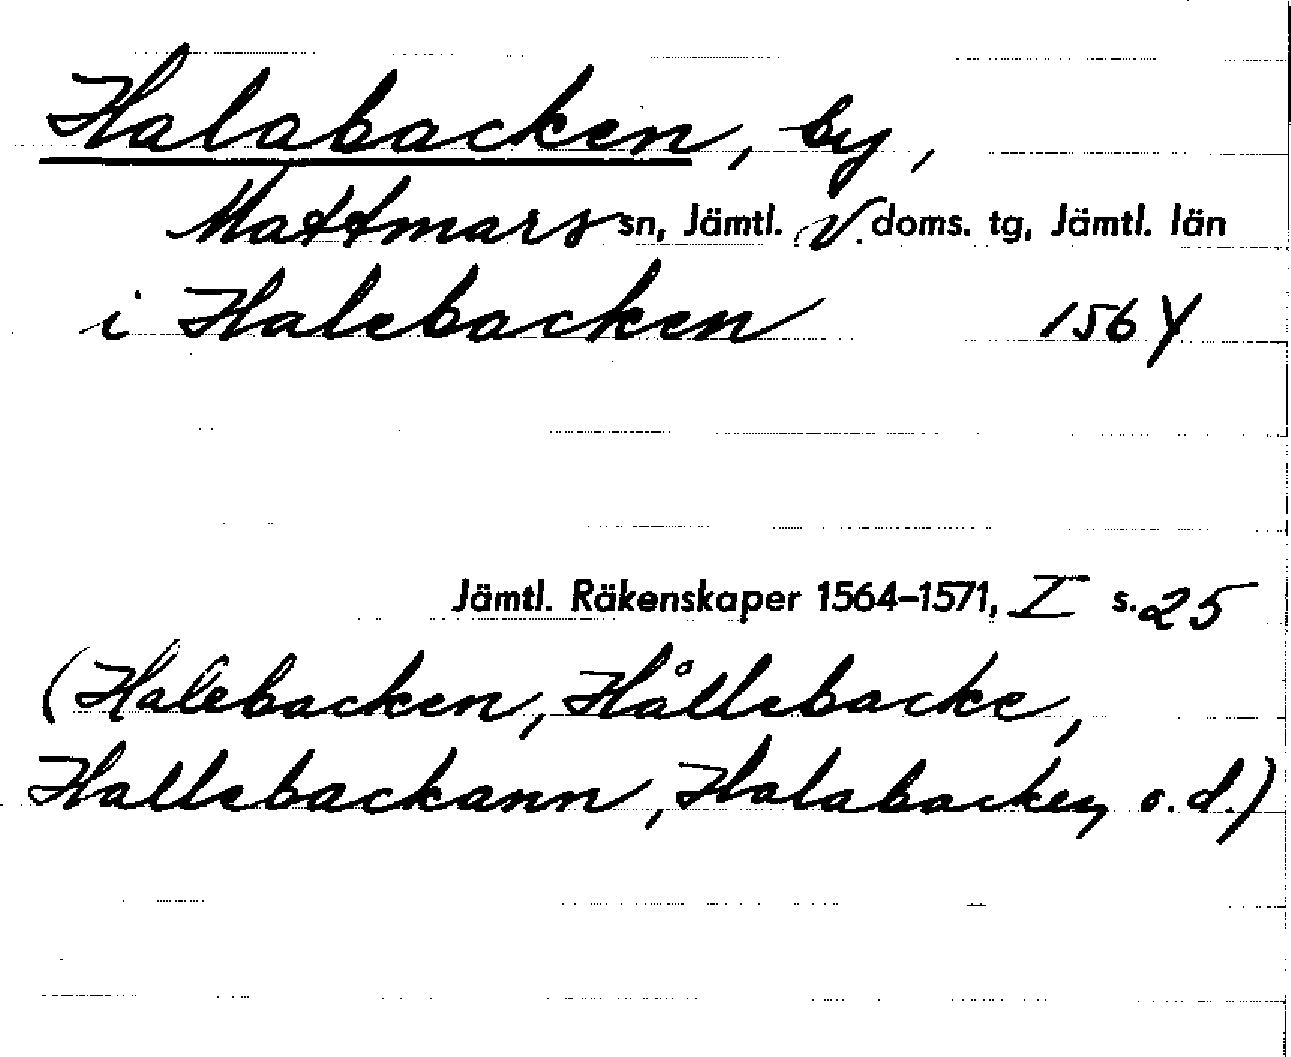 Halabacken, by,
Mattmars sn, Jämtl. V. doms. tg, Jämtl. län
i Halebacken 1564
Jämtl. Räkenskaper 1564–1571, I s. 25
(Halebacken, Hållebacke,
Hallebackann, Halabacken o.d.)